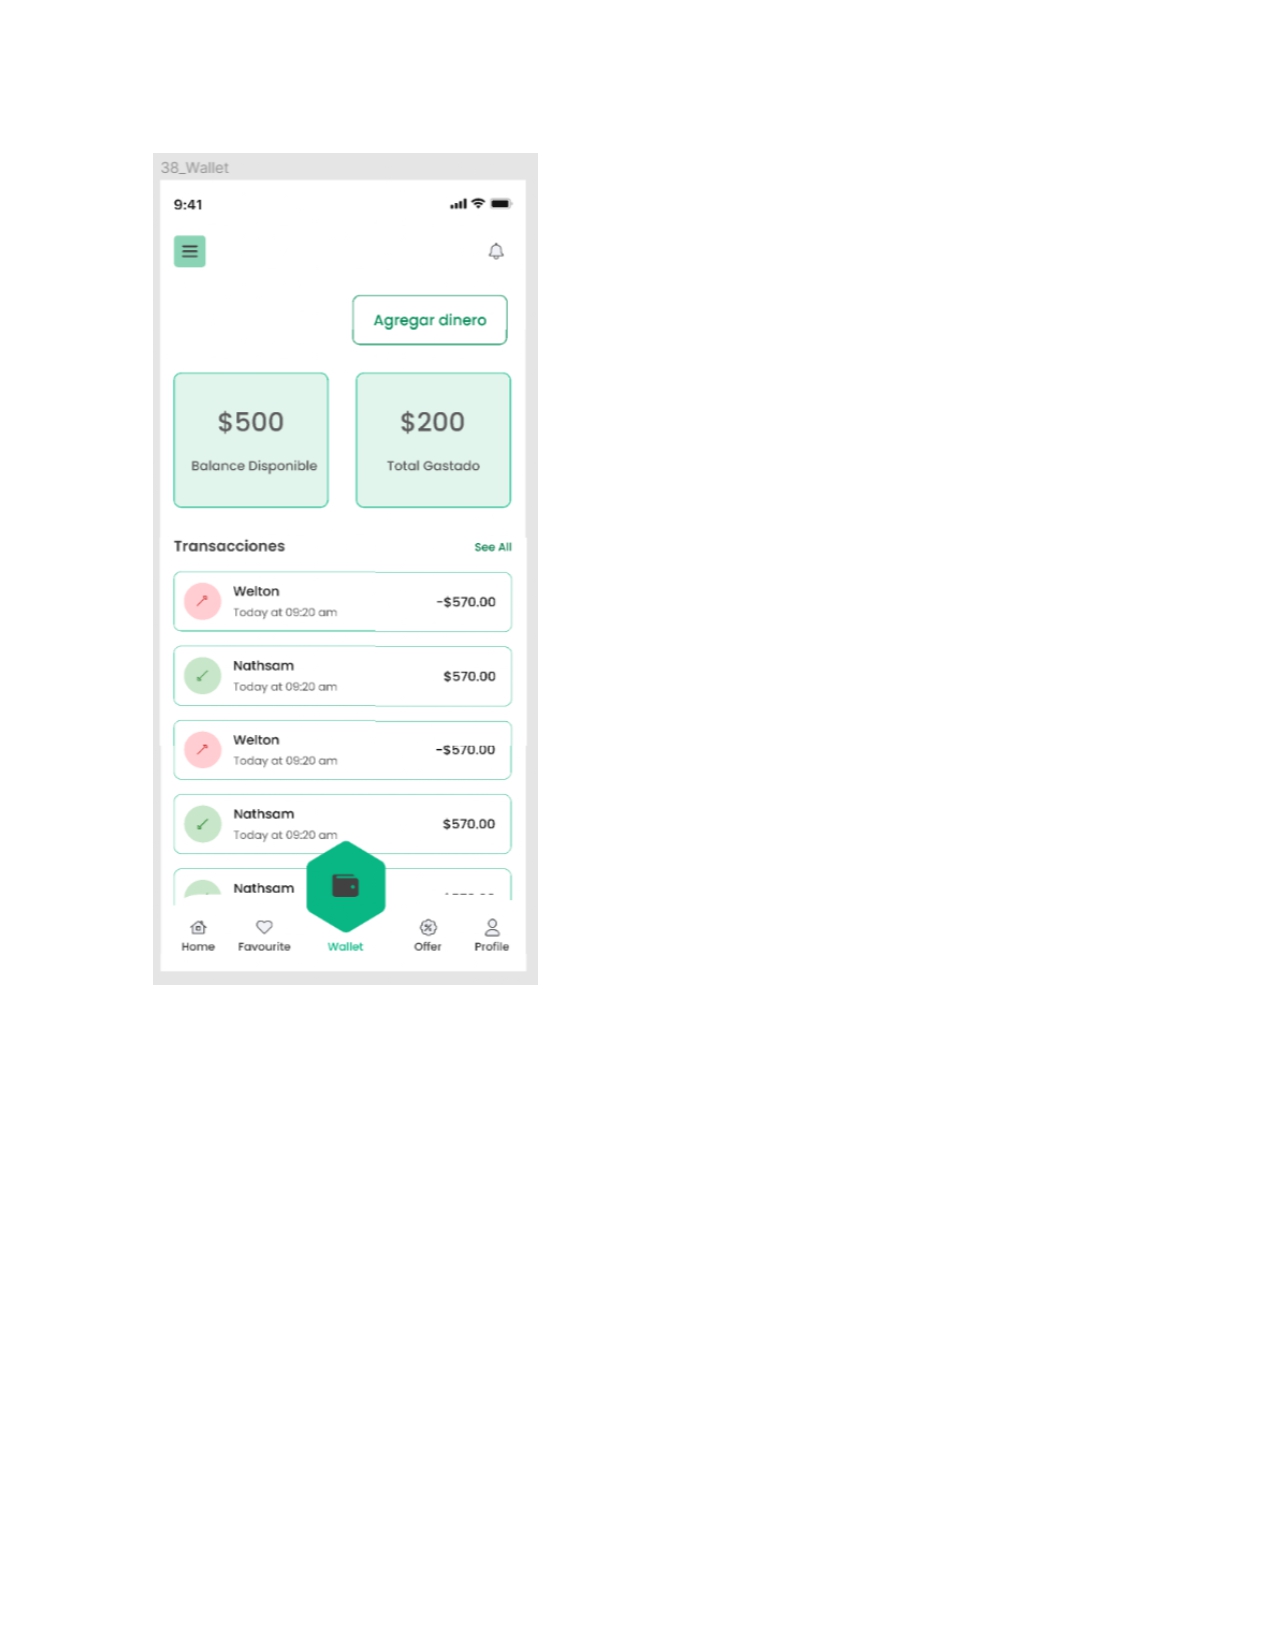 38_Wallet
9:41
Agregar dinero
$500
Balance Disponible
$200
Total Gastado
Transacciones
See All
Welton
Today at 09:20 am
-$570.00
Nathsam
Today at 09:20 am
$570.00
Welton
Today at 09:20 am
-$570.00
Nathsam
Today at 09:20 am
$570.00
Nathsam
Home
Favourite
Wallet
Offer
Profile